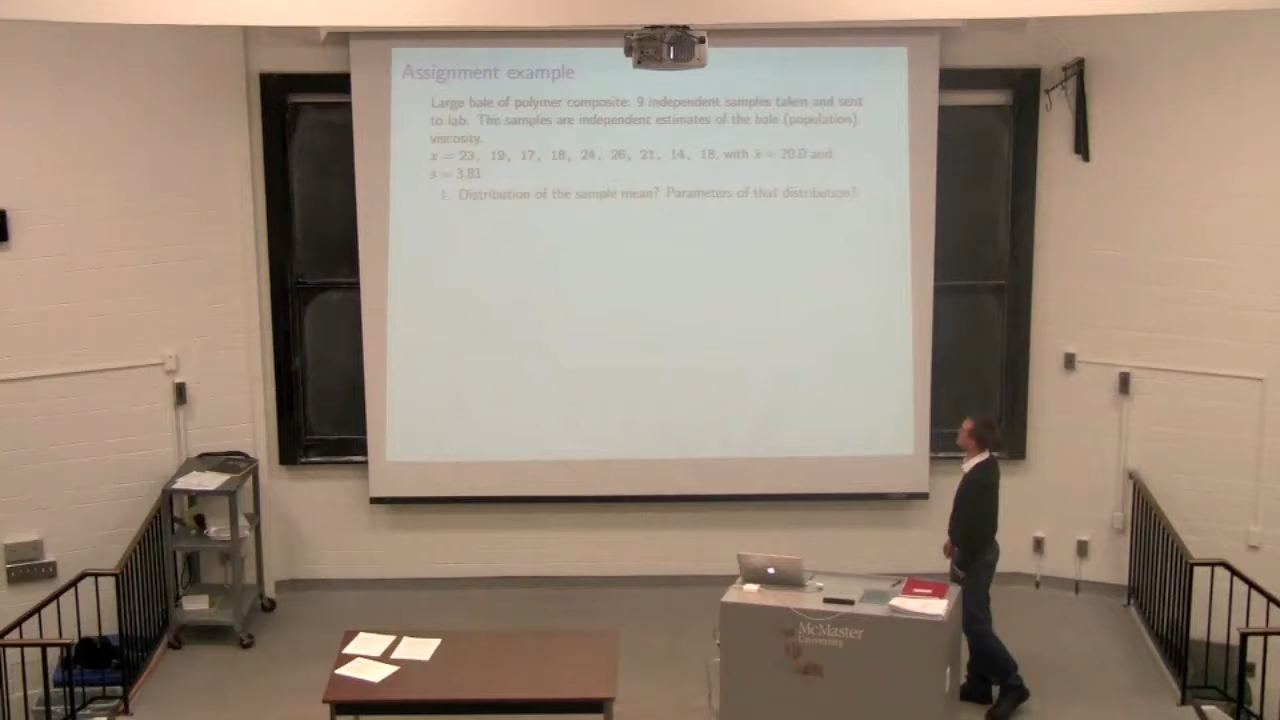 Assignment example
Large bale of polymer composite: 9 independent samples taken and sent
to lab. The samples are independent estimates of the bale (population)
viscosity.
x = 23, 19, 17, 18, 24, 26, 21, 14, 18, with x̄ = 20.0 and
s = 3.81
1. Distribution of the sample mean? Parameters of that distribution?
McMaster
University